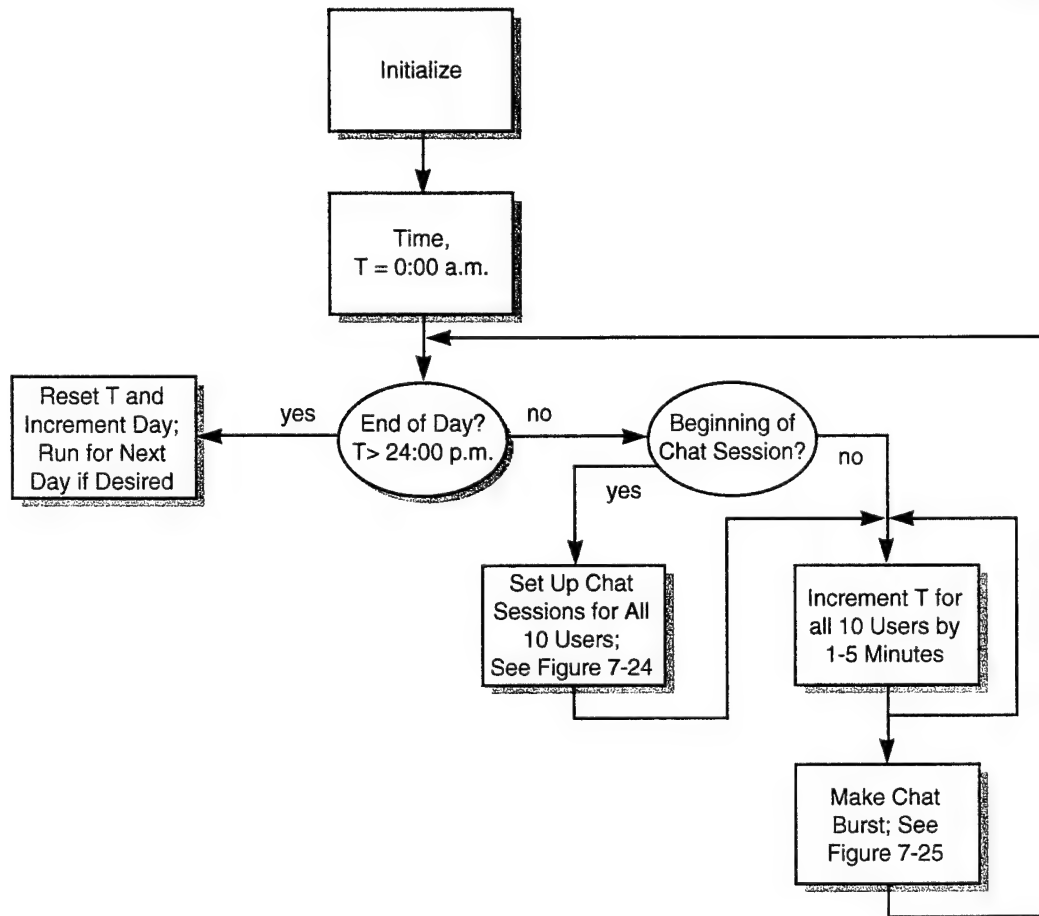 Initialize
Time,
T = 0:00 a.m.
Reset T and
Increment Day;
Run for Next
Day if Desired
yes
End of Day?
T> 24:00 p.m.
no
Beginning of
Chat Session?
no
yes
Set Up Chat
Sessions for All
10 Users;
See Figure 7-24
Increment T for
all 10 Users by
1-5 Minutes
Make Chat
Burst; See
Figure 7-25